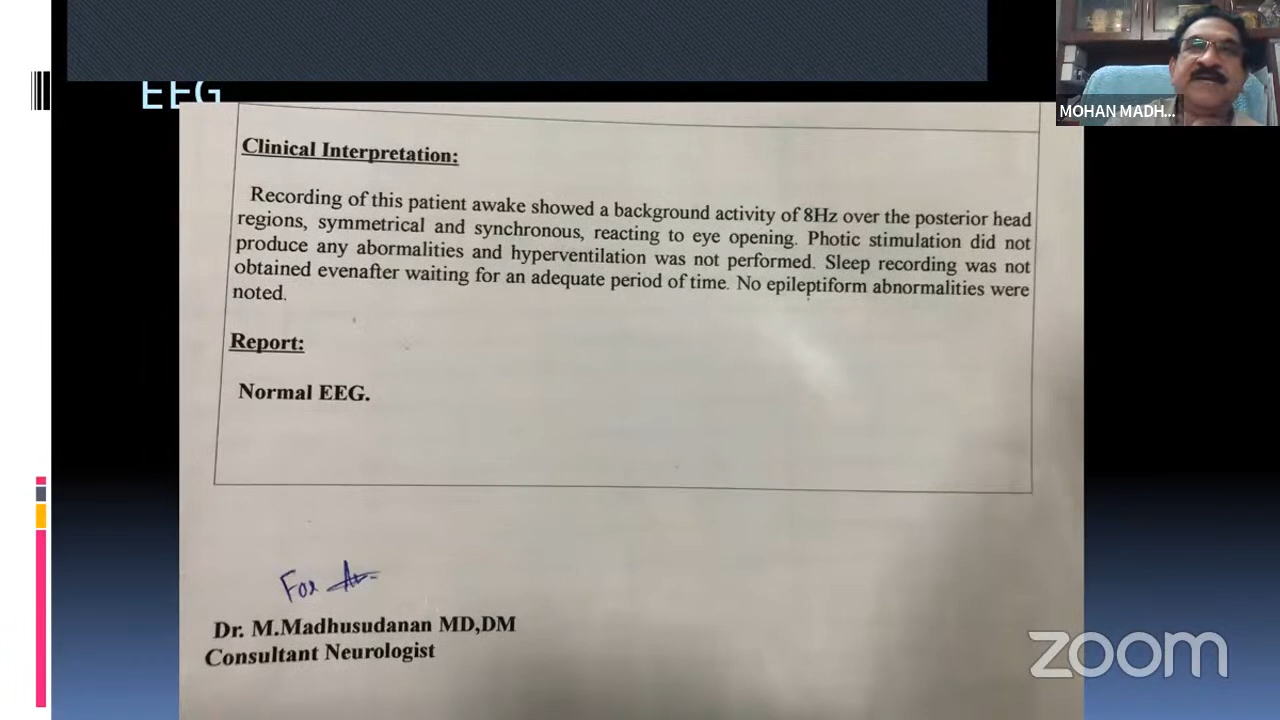 EEG
MOHAN MADH...
Clinical Interpretation:
Recording of this patient awake showed a background activity of 8Hz over the posterior head
regions, symmetrical and synchronous, reacting to eye opening. Photic stimulation did not
produce any abormalities and hyperventilation was not performed. Sleep recording was not
obtained evenafter waiting for an adequate period of time. No epileptiform abnormalities were
noted.
Report:
Normal EEG.
For
Dr. M.Madhusudanan MD,DM
Consultant Neurologist
zoom